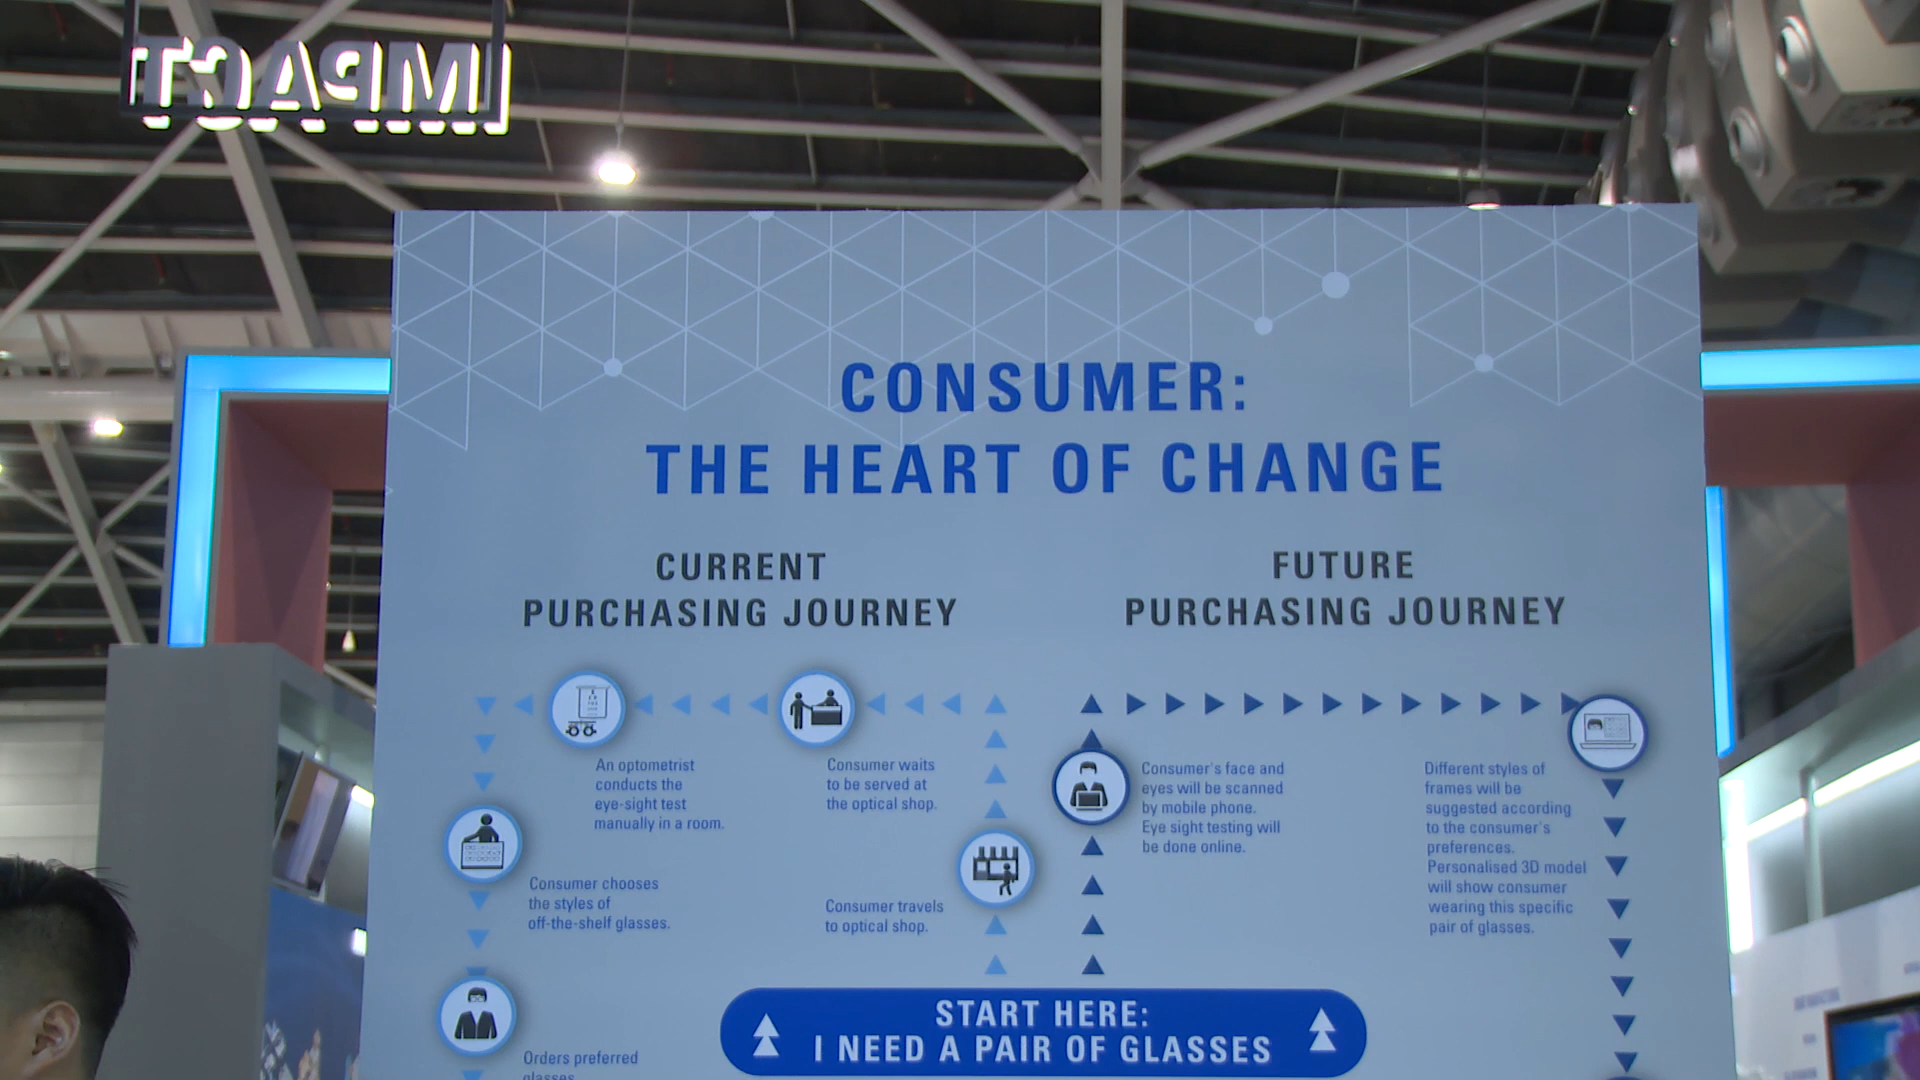 IMPACT
CONSUMER:
THE HEART OF CHANGE
CURRENT
PURCHASING JOURNEY
An optometrist
conducts the
eye-sight test
manually in a room.
Consumer waits
to be served at
the optical shop.
Consumer chooses
the styles of
off-the-shelf glasses.
Consumer travels
to optical shop.
Orders preferred
glasses
FUTURE
PURCHASING JOURNEY
Consumer's face and
eyes will be scanned
by mobile phone.
Eye sight testing will
be done online.
Different styles of
frames will be
suggested according
to the consumer's
preferences.
Personalised 3D model
will show consumer
wearing this specific
pair of glasses.
START HERE:
I NEED A PAIR OF GLASSES